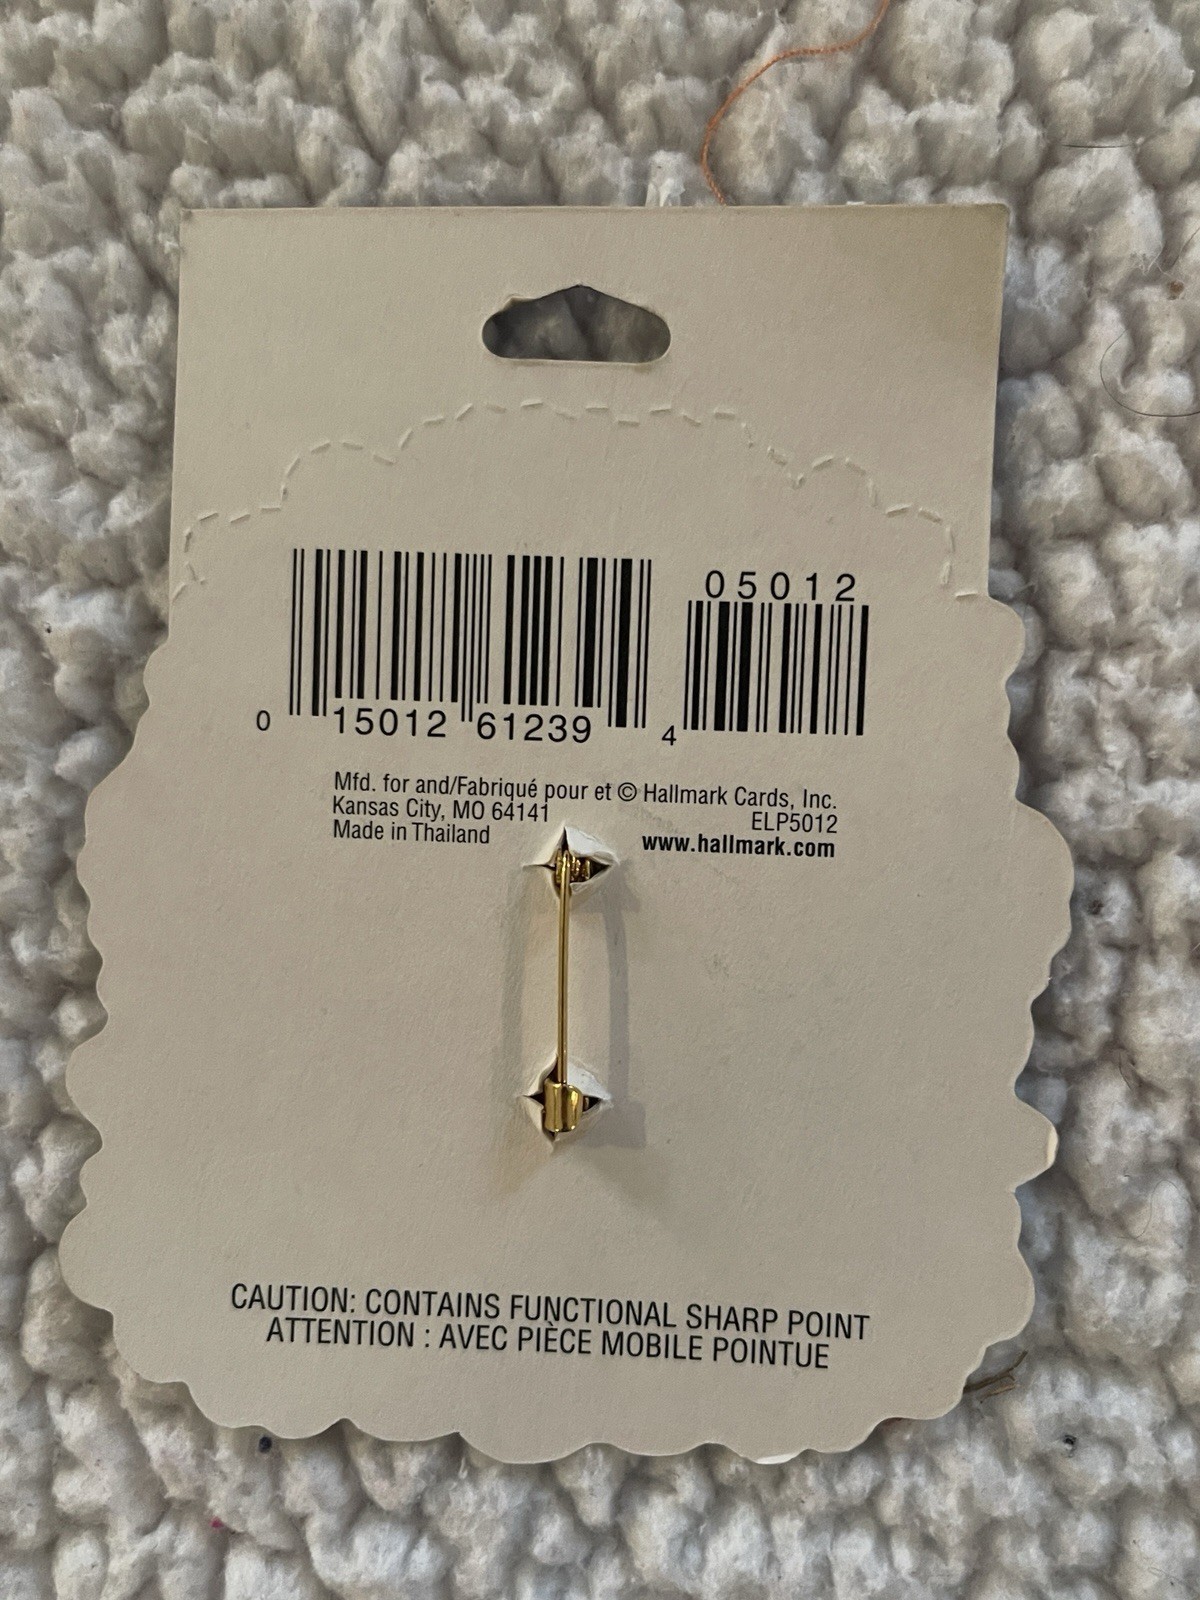 05012
0 15012 61239 4
Mfd. for and/Fabriqué pour et © Hallmark Cards, Inc.
Kansas City, MO 64141 ELP5012
Made in Thailand www.hallmark.com
CAUTION: CONTAINS FUNCTIONAL SHARP POINT
ATTENTION : AVEC PIÈCE MOBILE POINTUE